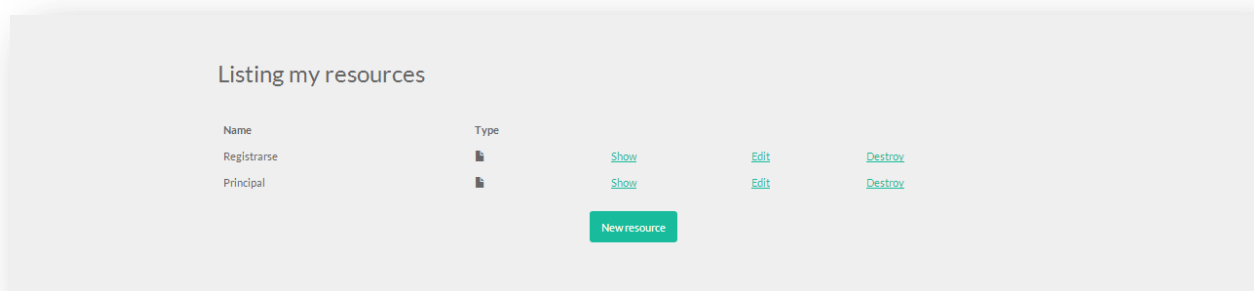 Listing my resources
Name Type
Registrarse Show Edit Destroy
Principal Show Edit Destroy
New resource